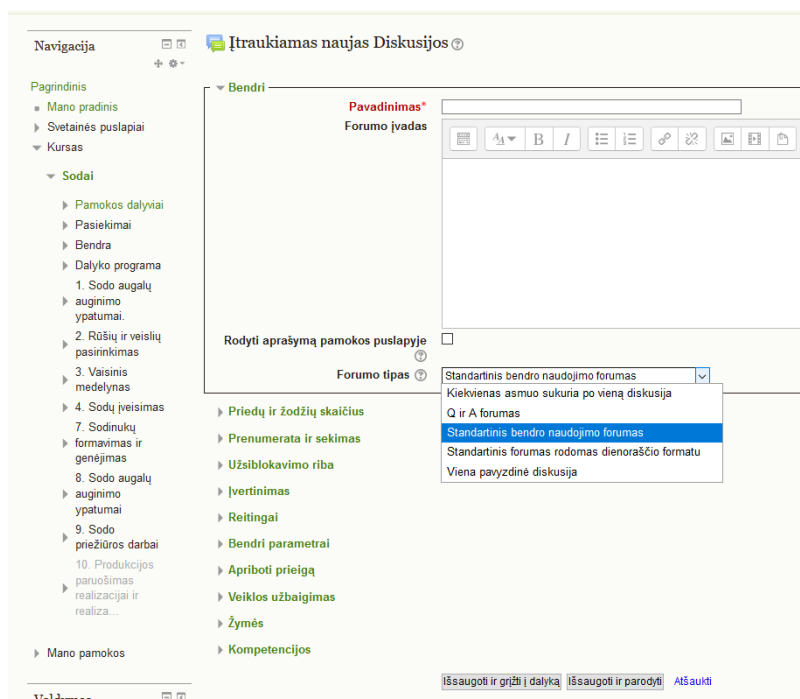 Navigacija
Pagrindinis
Mano pradinis
Svetainės puslapiai
Kursas
Sodai
Pamokos dalyviai
Pasiekimai
Bendra
Dalyko programa
1. Sodo augalų
auginimo
ypatumai.
2. Rūšių ir veislių
pasirinkimas
3. Vaisinis
medelynas
4. Sodų įveisimas
7. Sodinukų
formavimas ir
genėjimas
8. Sodo augalų
auginimo
ypatumai
9. Sodo
priežiūros darbai
10. Produkcijos
paruošimas
realizacijai ir
realiza...
Mano pamokos
Įtraukiamas naujas Diskusijos
Bendri
Pavadinimas*
Forumo įvadas
B I
Rodyti aprašymą pamokos puslapyje
Forumo tipas
Standartinis bendro naudojimo forumas
Kiekvienas asmuo sukuria po vieną diskusija
Q ir A forumas
Standartinis bendro naudojimo forumas
Standartinis forumas rodomas dienoraščio formatu
Viena pavyzdinė diskusija
Priedų ir žodžių skaičius
Prenumerata ir sekimas
Užsiblokavimo riba
Įvertinimas
Reitingai
Bendri parametrai
Apriboti prieigą
Veiklos užbaigimas
Žymės
Kompetencijos
Išsaugoti ir grįžti į dalyką Išsaugoti ir parodyti Atšaukti